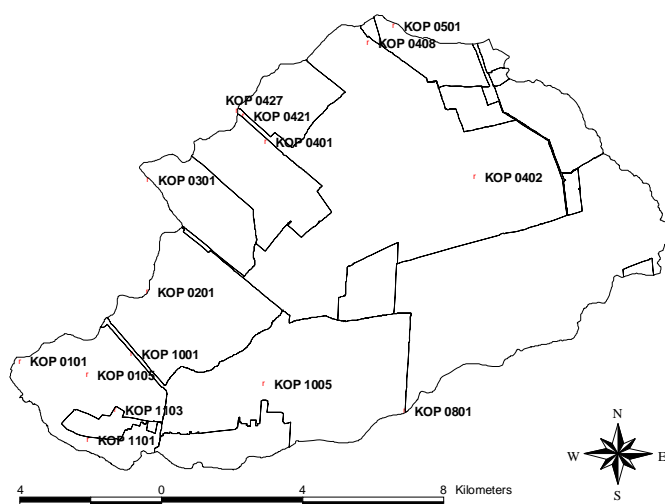 KOP 0501
KOP 0408
KOP 0427
KOP 0421
KOP 0401
KOP 0301
KOP 0402
KOP 0201
KOP 0101
KOP 1001
KOP 0105
KOP 1005
KOP 1103
KOP 0801
KOP 1101
N
W E
S
4 0 4 8 Kilometers